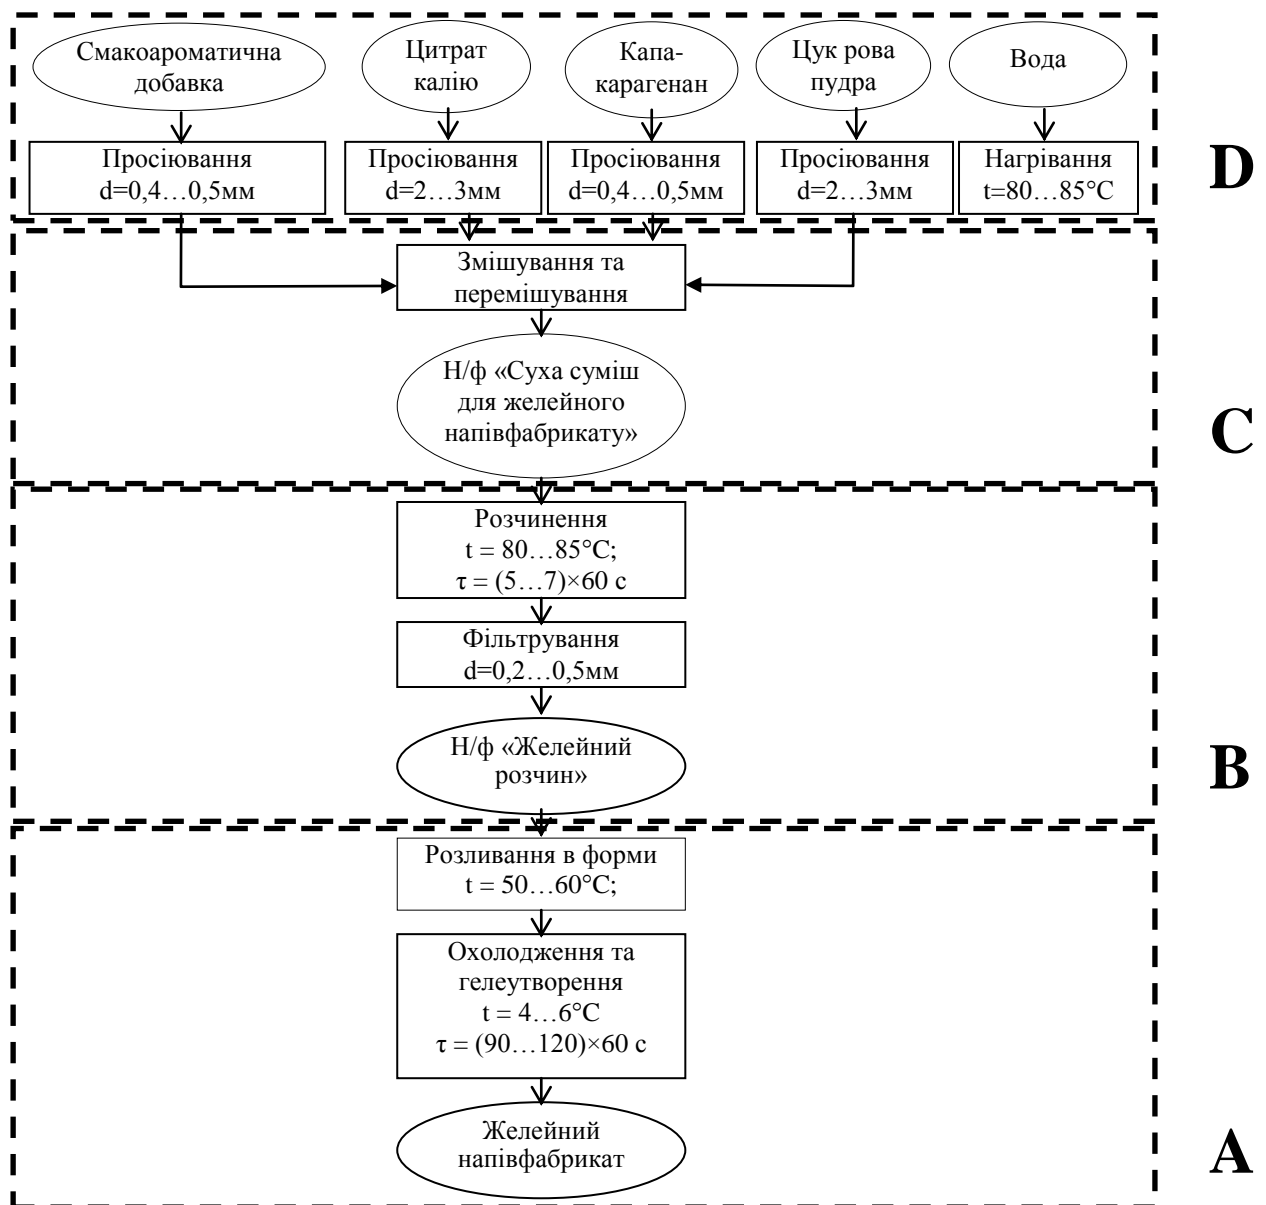 Смакоароматична
добавка
Цитрат
калію
Капа-
карагенан
Цук рова
пудра
Вода
Просіювання
d=0,4…0,5мм
Просіювання
d=2…3мм
Просіювання
d=0,4…0,5мм
Просіювання
d=2…3мм
Нагрівання
t=80…85°С
D
Змішування та
перемішування
Н/ф «Суха суміш
для желейного
напівфабрикату»
C
Розчинення
t = 80…85°С;
τ = (5…7)×60 с
Фільтрування
d=0,2…0,5мм
Н/ф «Желейний
розчин»
B
Розливання в форми
t = 50…60°С;
Охолодження та
гелеутворення
t = 4…6°С
τ = (90…120)×60 с
Желейний
напівфабрикат
A